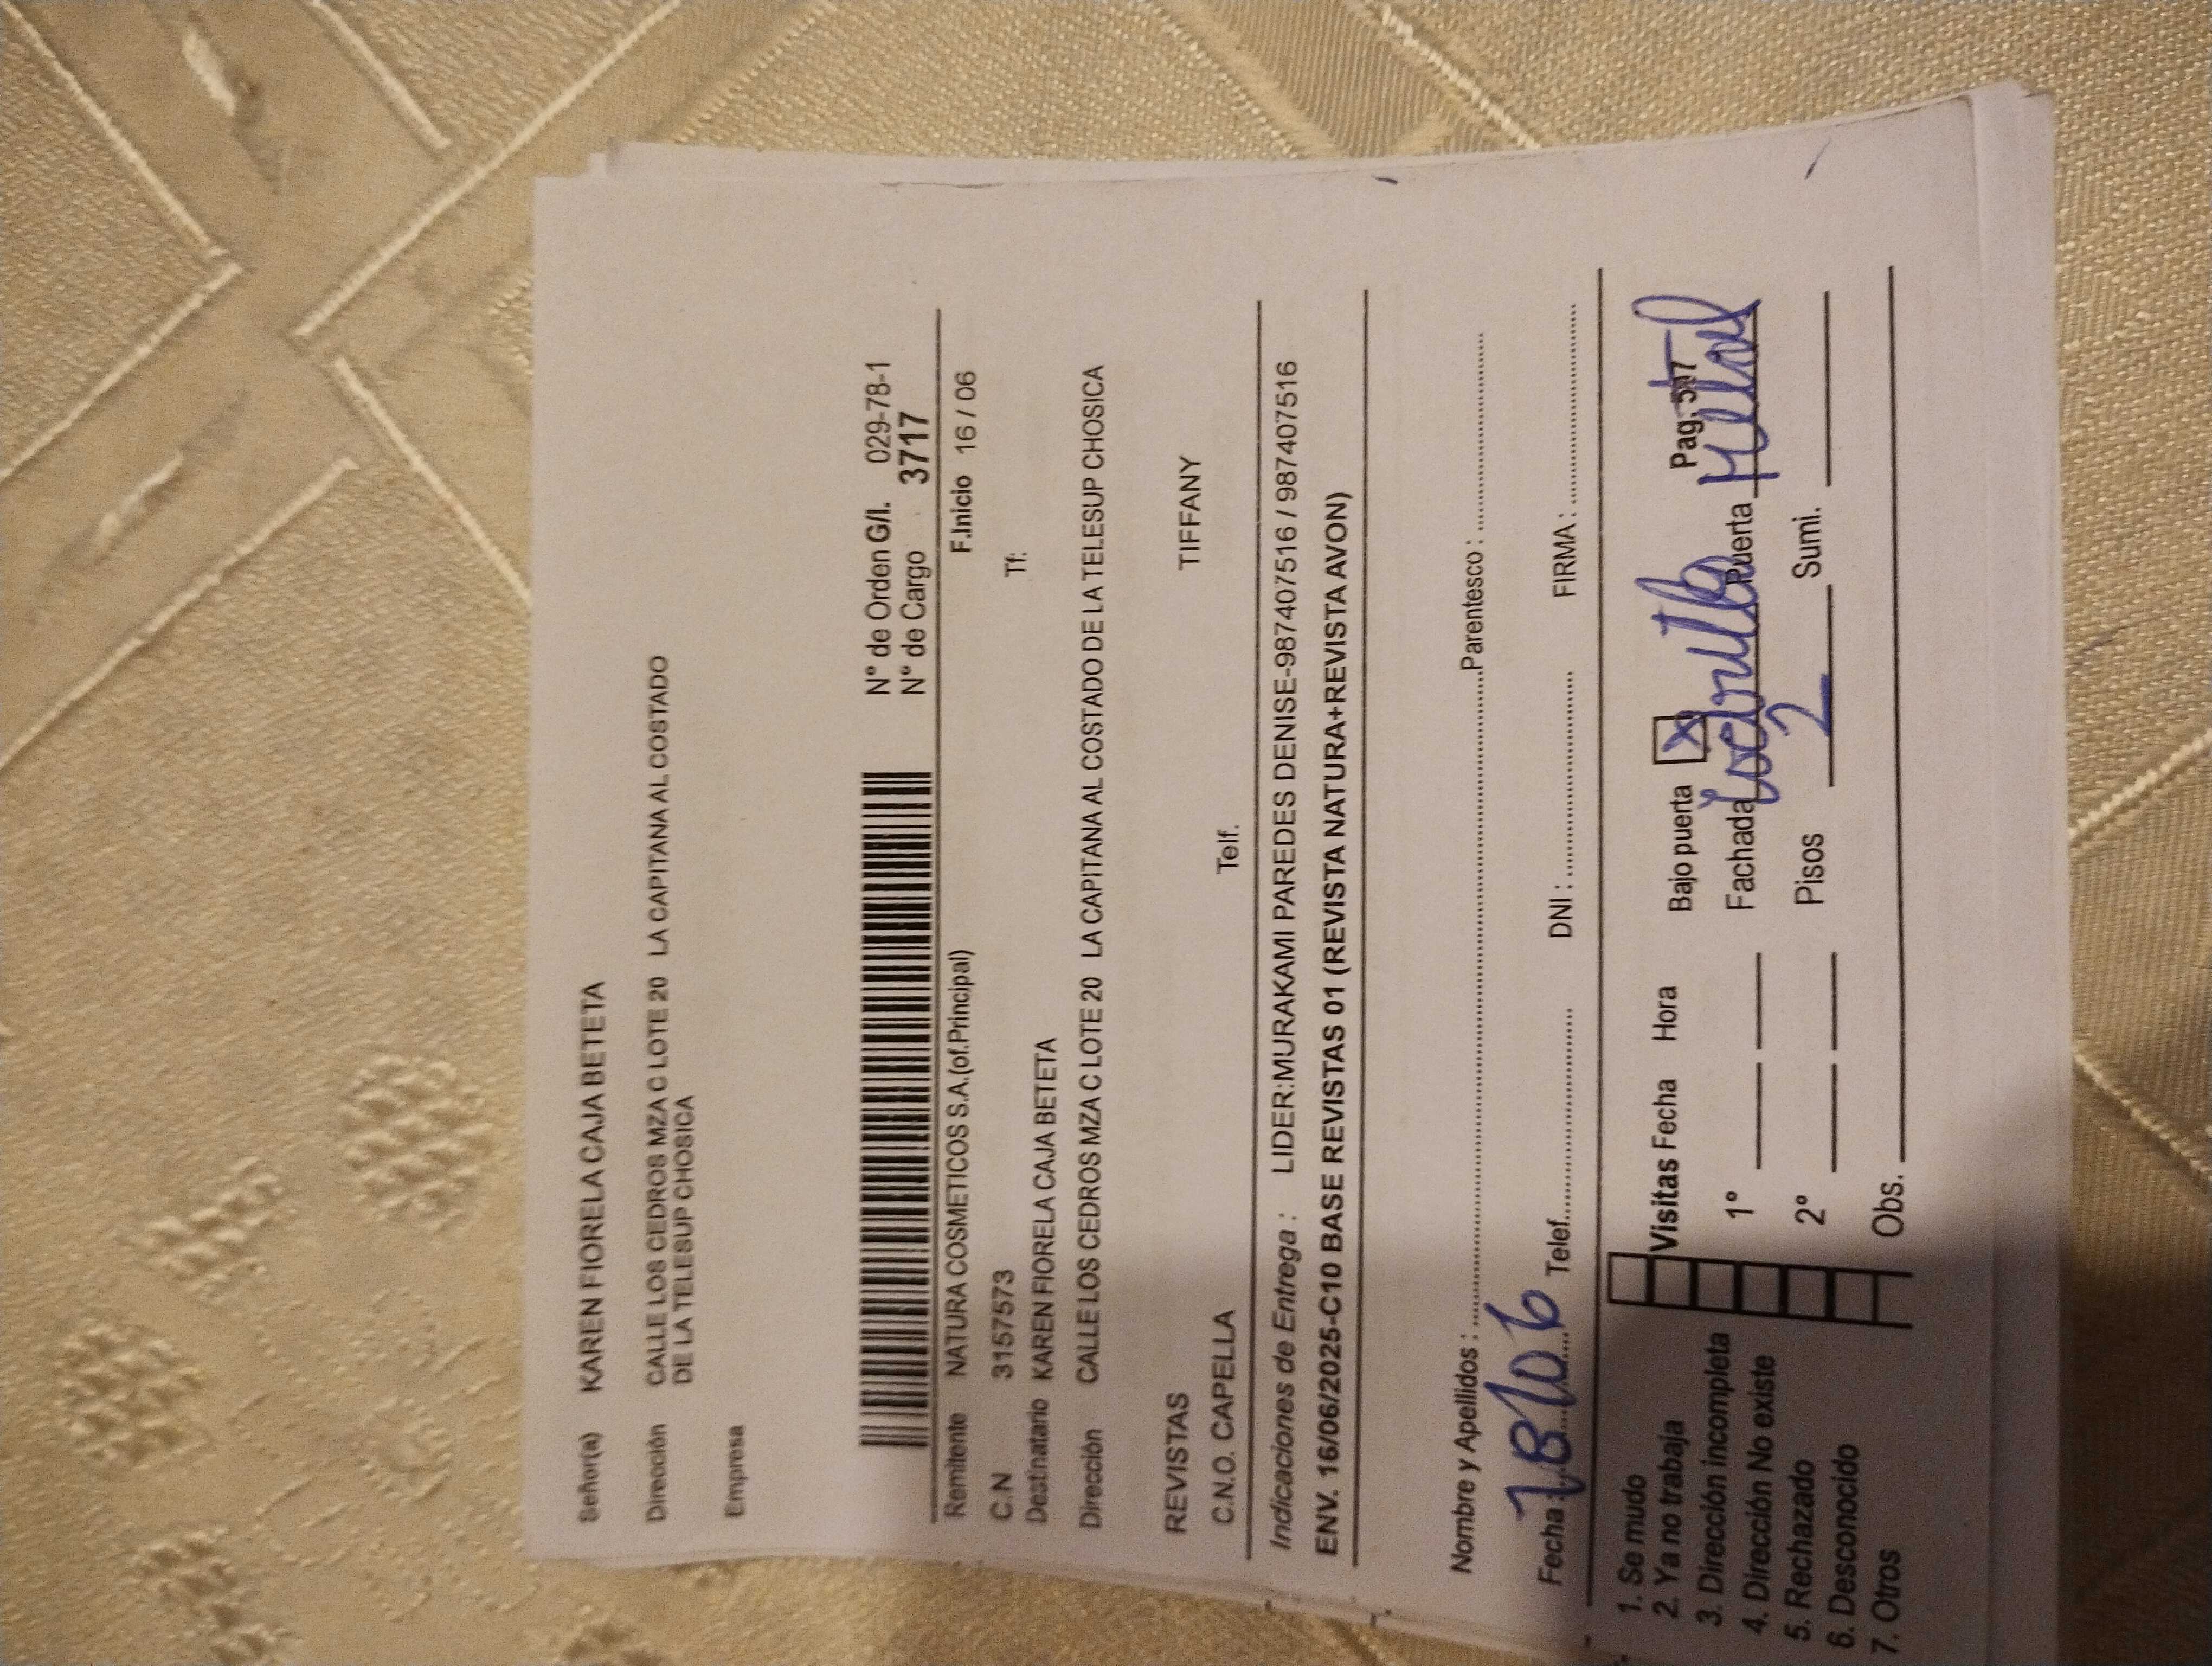 Señor(a) KAREN FIORELA CAJA BETETA
Dirección CALLE LOS CEDROS MZA C LOTE 20 LA CAPITANA AL COSTADO
DE LA TELESUP CHOSICA
Empresa
N° de Orden G/I. 029-78-1
N° de Cargo 3717
Remitente NATURA COSMETICOS S.A.(of.Principal) F.Inicio 16 / 06
C.N 3157573 Tf:
Destinatario KAREN FIORELA CAJA BETETA
Dirección CALLE LOS CEDROS MZA C LOTE 20 LA CAPITANA AL COSTADO DE LA TELESUP CHOSICA
REVISTAS TIFFANY
C.N.O. CAPELLA Telf.
Indicaciones de Entrega : LIDER:MURAKAMI PAREDES DENISE-987407516 / 987407516
ENV. 16/06/2025-C10 BASE REVISTAS 01 (REVISTA NATURA+REVISTA AVON)
Nombre y Apellidos : Parentesco :
Fecha : 18/06 Telef. DNI : FIRMA :
1. Se mudo
2. Ya no trabaja Visitas Fecha Hora Bajo puerta X Pag:
3. Dirección incompleta 1° Fachada Ladrillo Puerta Metal
4. Dirección No existe
5. Rechazado 2° Pisos 2 Sumi.
6. Desconocido
7. Otros Obs.